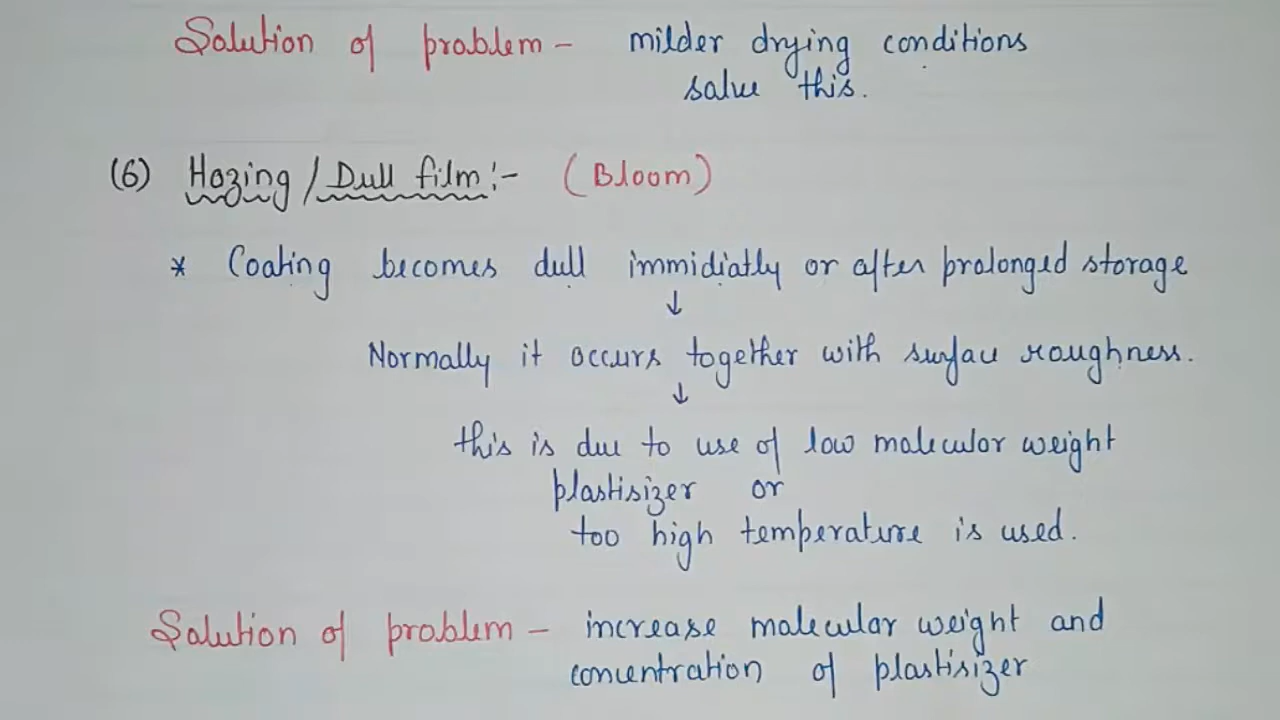 Solution of problem - milder drying conditions
salve this.
(6) Hazing / Dull film :- (Bloom)
* Coating becomes dull immidiatly or after prolonged storage
↓
Normally it occurs together with surface roughness.
↓
this is due to use of low molecular weight
plastisizer or
too high temperature is used.
Solution of problem - increase molecular weight and
concentration of plastisizer